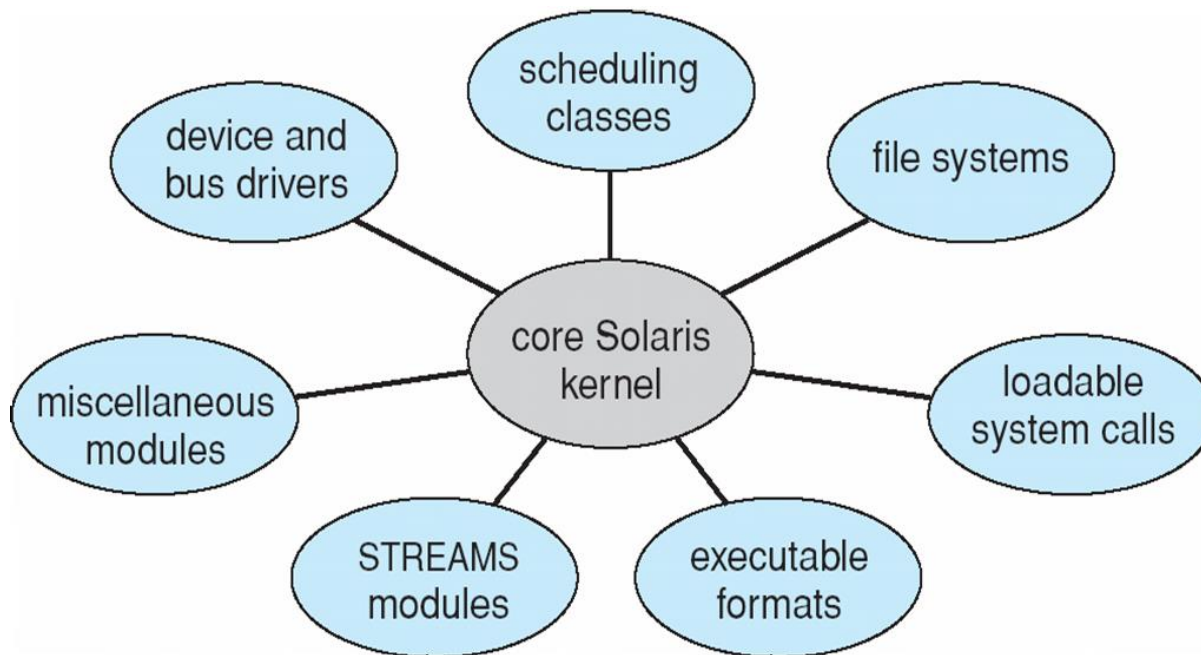 scheduling
classes
device and
bus drivers
file systems
core Solaris
kernel
loadable
system calls
miscellaneous
modules
STREAMS
modules
executable
formats